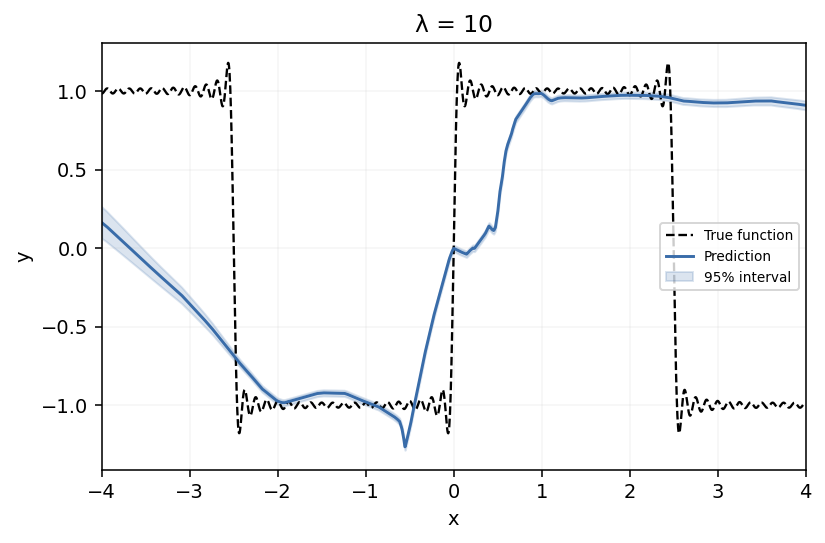 λ = 10
y
1.0
0.5
0.0
−0.5
−1.0
True function
Prediction
95% interval
−4
−3
−2
−1
0
1
2
3
4
x